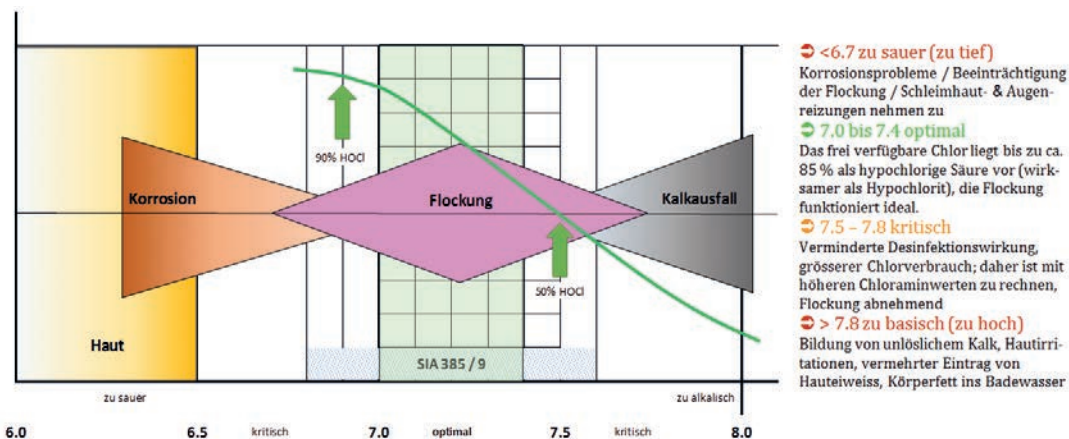 90% HOCl
Korrosion
Flockung
Kalkausfall
50% HOCl
Haut
SIA 385 / 9
zu sauer
zu alkalisch
6.0 6.5 kritisch 7.0 optimal 7.5 kritisch 8.0
➲ <6.7 zu sauer (zu tief)
Korrosionsprobleme / Beeinträchtigung
der Flockung / Schleimhaut- & Augen-
reizungen nehmen zu
➲ 7.0 bis 7.4 optimal
Das frei verfügbare Chlor liegt bis zu ca.
85 % als hypochlorige Säure vor (wirk-
samer als Hypochlorit), die Flockung
funktioniert ideal.
➲ 7.5 – 7.8 kritisch
Verminderte Desinfektionswirkung,
grösserer Chlorverbrauch; daher ist mit
höheren Chloraminwerten zu rechnen,
Flockung abnehmend
➲ > 7.8 zu basisch (zu hoch)
Bildung von unlöslichem Kalk, Hautirri-
tationen, vermehrter Eintrag von
Hauteiweiss, Körperfett ins Badewasser